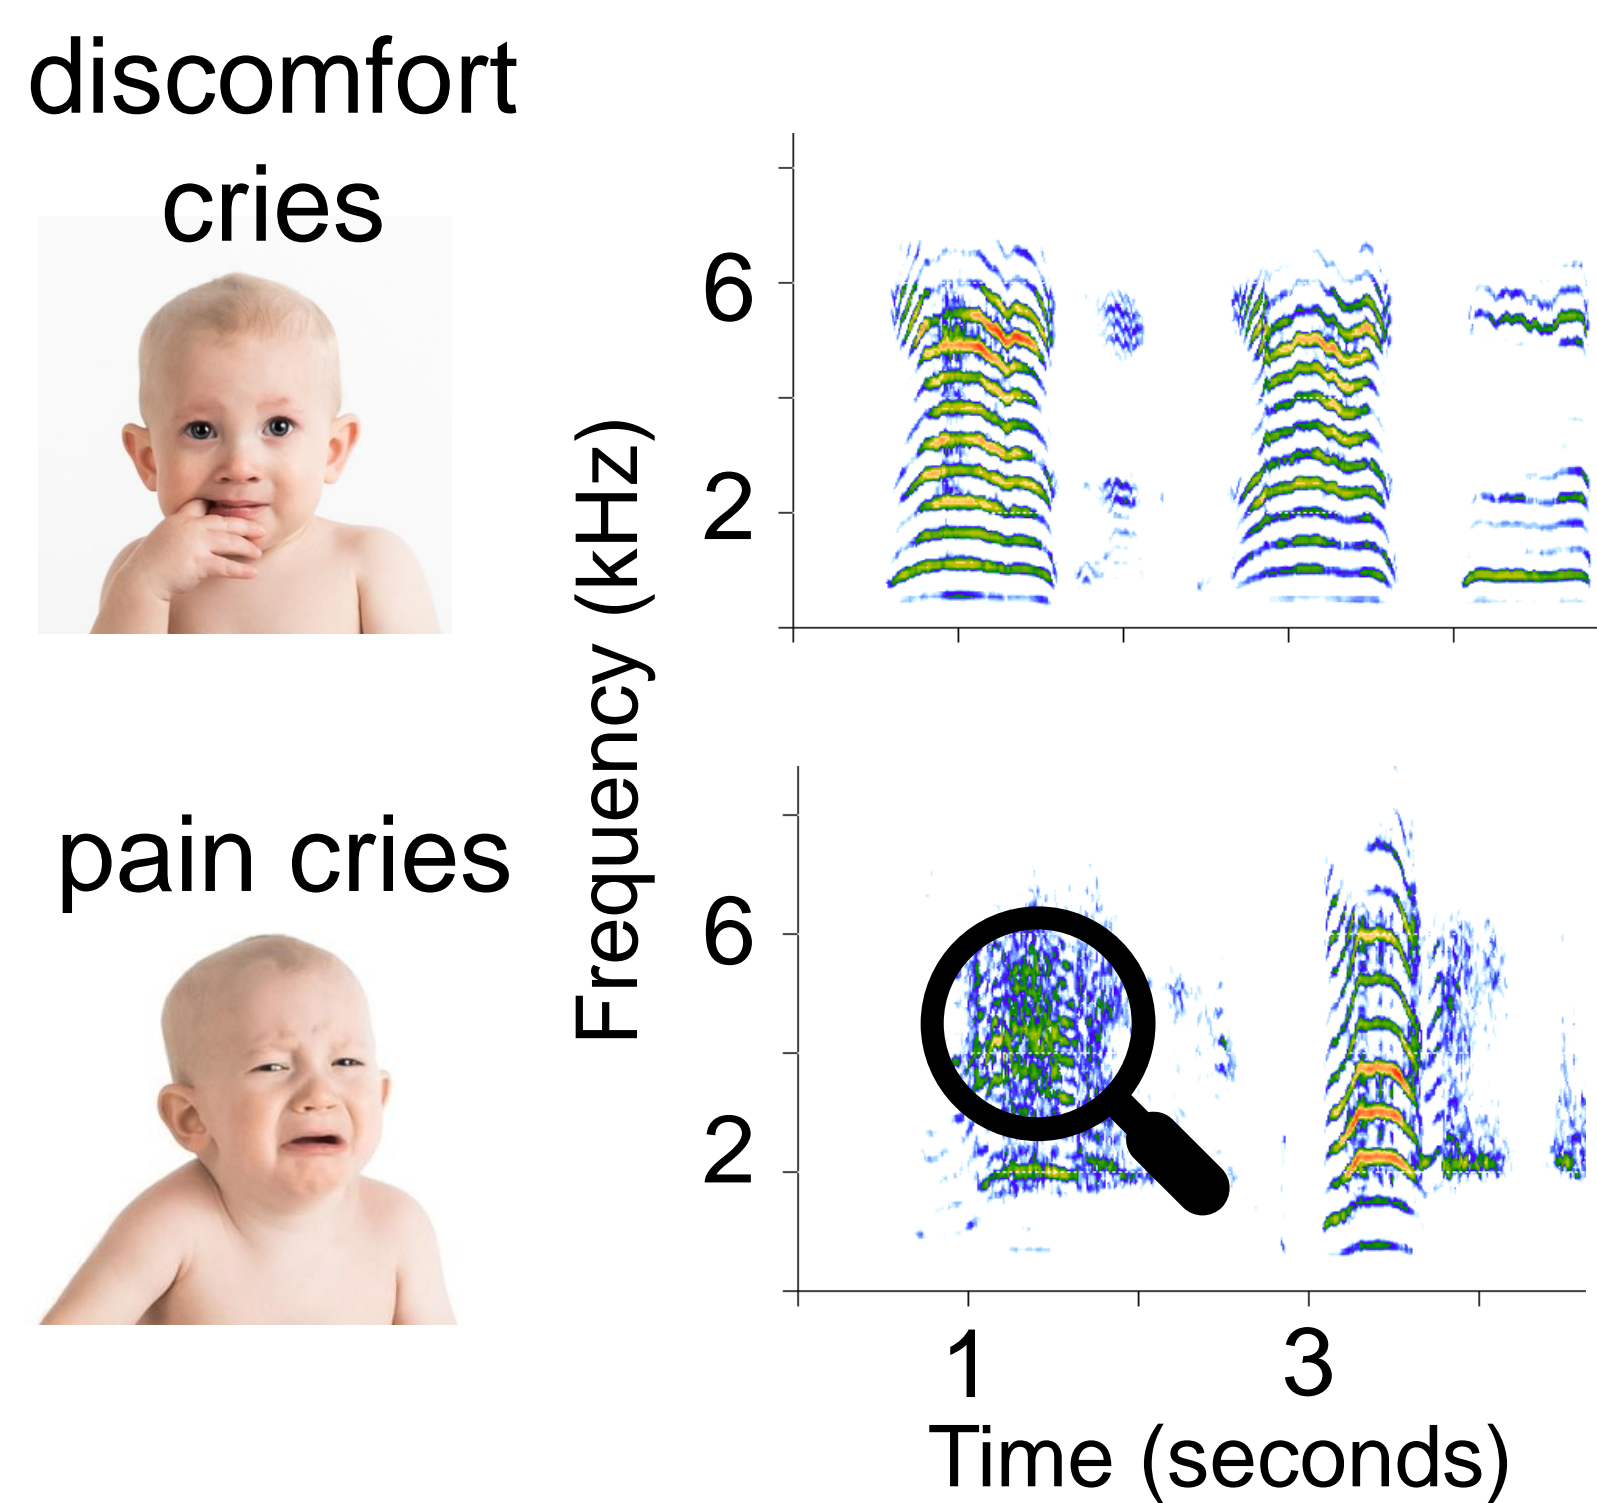 discomfort
cries
6
2
Frequency (kHz)
pain cries
6
2
1
3
Time (seconds)